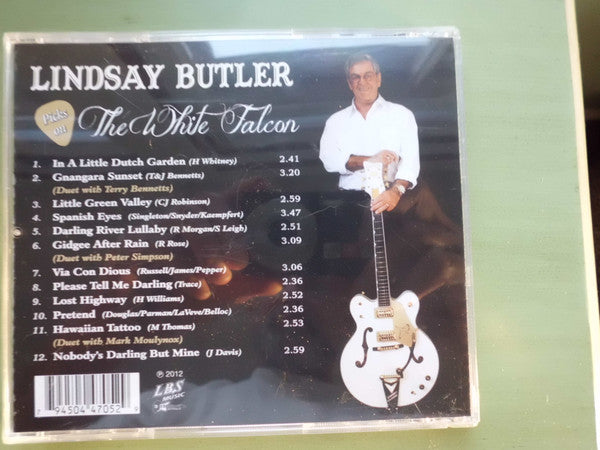 LINDSAY BUTLER
Picks on The White Falcon
1. In A Little Dutch Garden (H Whitney) 2.41
2. Gnangara Sunset (T&J Bennetts) 3.20
(Duet with Terry Bennetts)
3. Little Green Valley (CJ Robinson) 2.59
4. Spanish Eyes (Singleton/Snyder/Kaempfert) 3.47
5. Darling River Lullaby (R Morgan/S Leigh) 2.51
6. Gidgee After Rain (R Rose) 3.09
(Duet with Peter Simpson)
7. Via Con Dious (Russell/James/Pepper) 3.06
8. Please Tell Me Darling (Trace) 2.36
9. Lost Highway (H Williams) 2.52
10. Pretend (Douglas/Parman/LaVeve/Belloc) 2.36
11. Hawaiian Tattoo (M Thomas) 2.53
(Duet with Mark Moulynox)
12. Nobody's Darling But Mine (J Davis) 2.59
℗ 2012
LBS
MUSIC
7 94504 47052 9